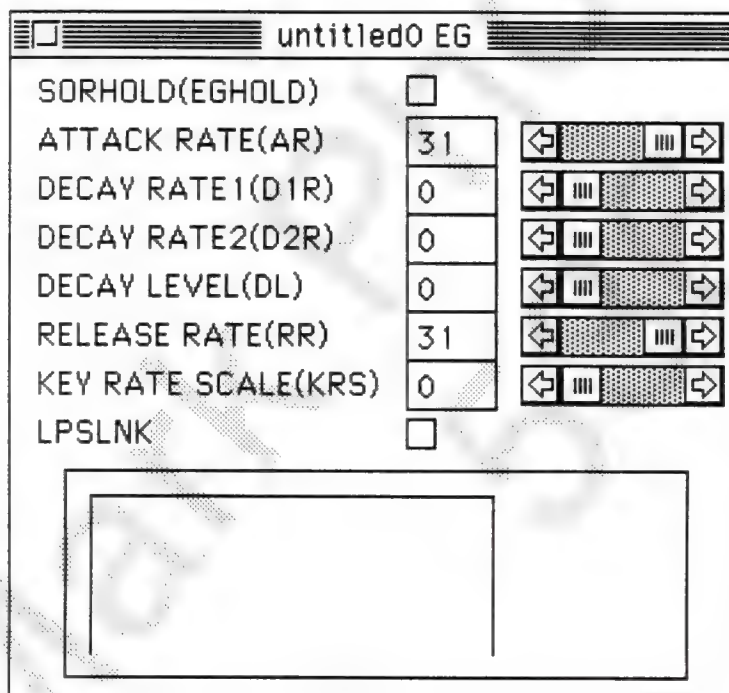 untitled0 EG
SORHOLD(EGHOLD)
ATTACK RATE(AR) 31
DECAY RATE1(D1R) 0
DECAY RATE2(D2R) 0
DECAY LEVEL(DL) 0
RELEASE RATE(RR) 31
KEY RATE SCALE(KRS) 0
LPSLNK